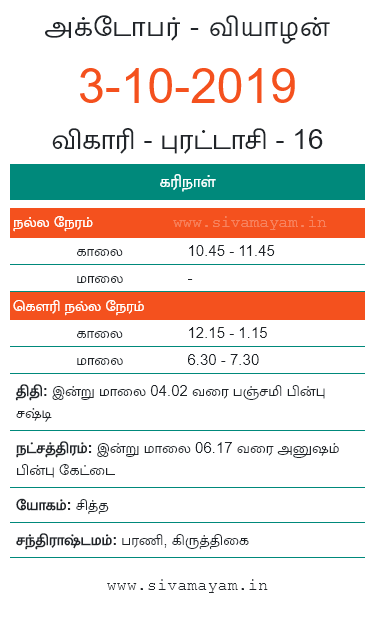 அக்டோபர் - வியாழன்
3-10-2019
விகாரி - புரட்டாசி - 16
கரிநாள்
நல்ல நேரம் www.sivamayam.in
காலை 10.45 - 11.45
மாலை -
கௌரி நல்ல நேரம்
காலை 12.15 - 1.15
மாலை 6.30 - 7.30
திதி: இன்று மாலை 04.02 வரை பஞ்சமி பின்பு
சஷ்டி
நட்சத்திரம்: இன்று மாலை 06.17 வரை அனுஷம்
பின்பு கேட்டை
யோகம்: சித்த
சந்திராஷ்டமம்: பரணி, கிருத்திகை
www.sivamayam.in